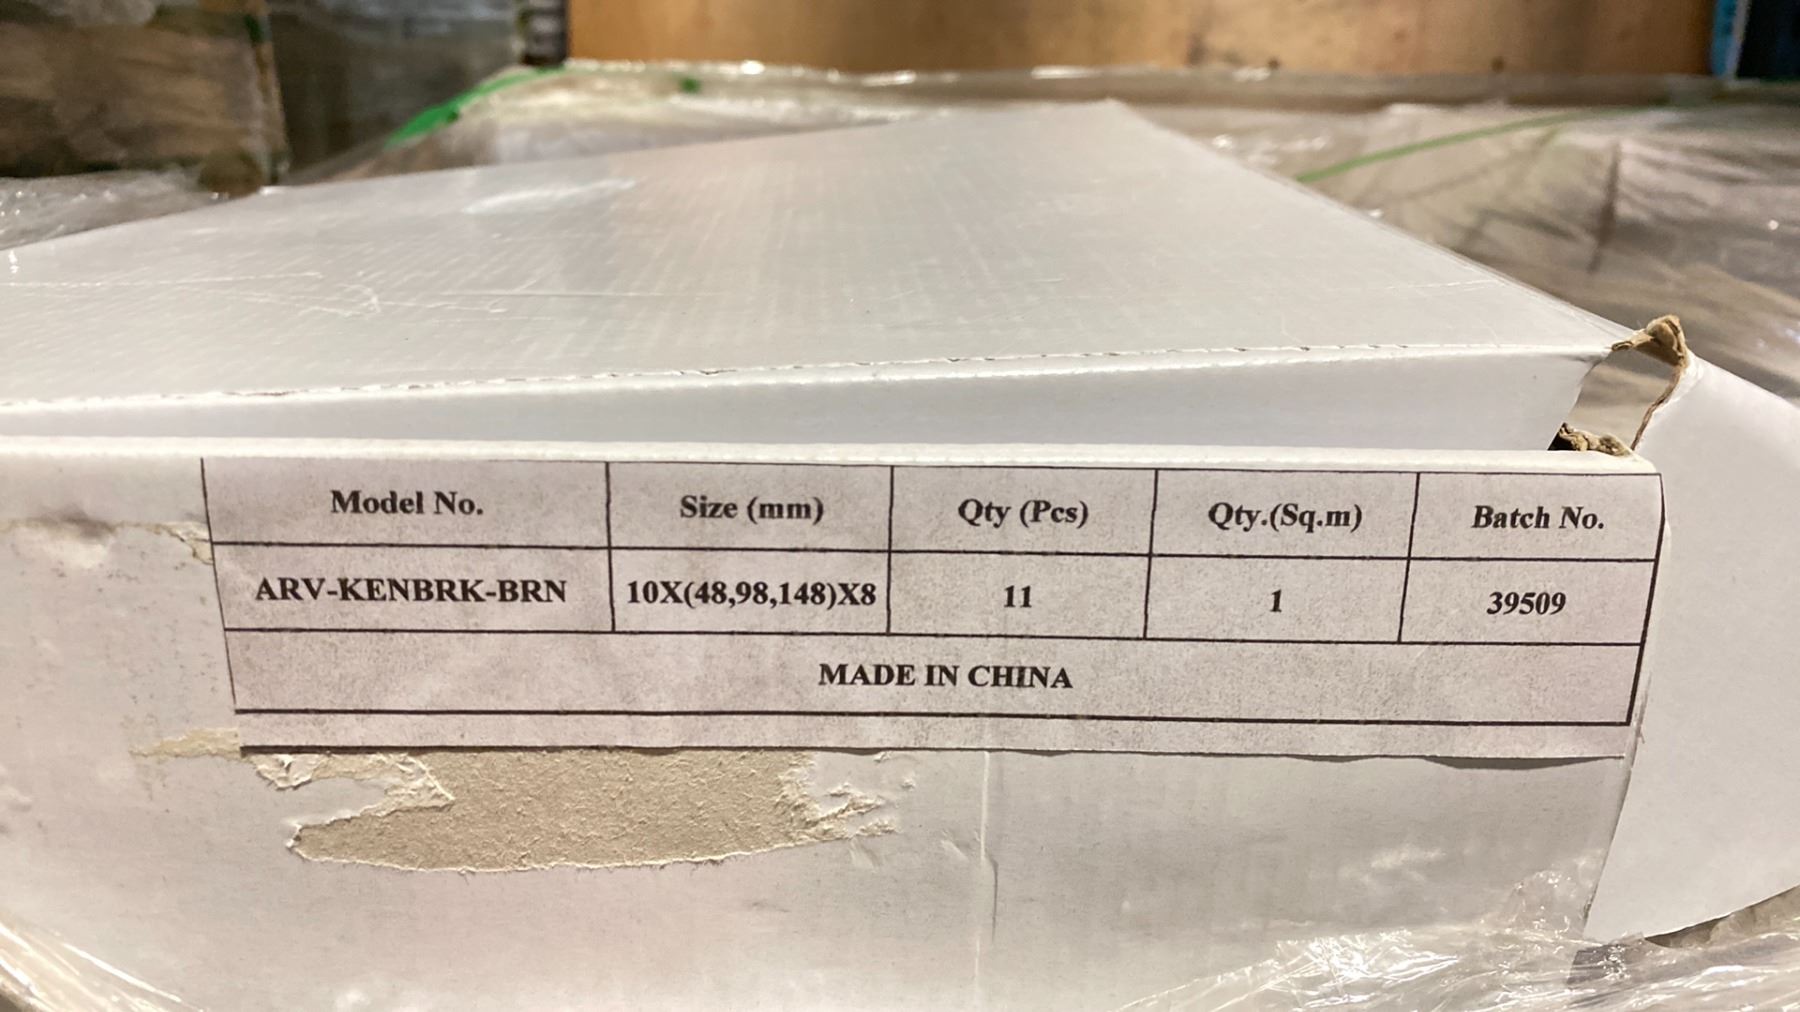 Model No. Size (mm) Qty (Pcs) Qty.(Sq.m) Batch No.
ARV-KENBRK-BRN 10X(48,98,148)X8 11 1 39509
MADE IN CHINA